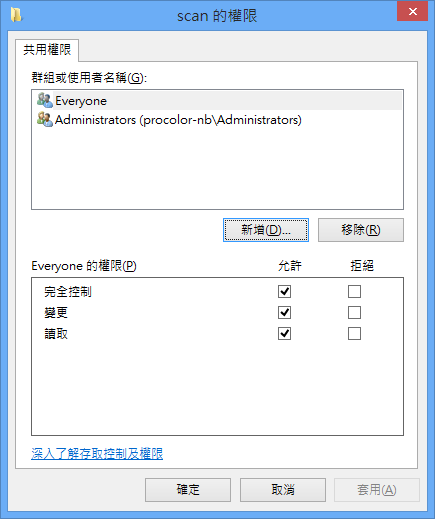 scan 的權限
共用權限
群組或使用者名稱(G):
Everyone
Administrators (procolor-nb\Administrators)
新增(D)... 移除(R)
Everyone 的權限(P) 允許 拒絕
完全控制
變更
讀取
深入了解存取控制及權限
確定 取消 套用(A)